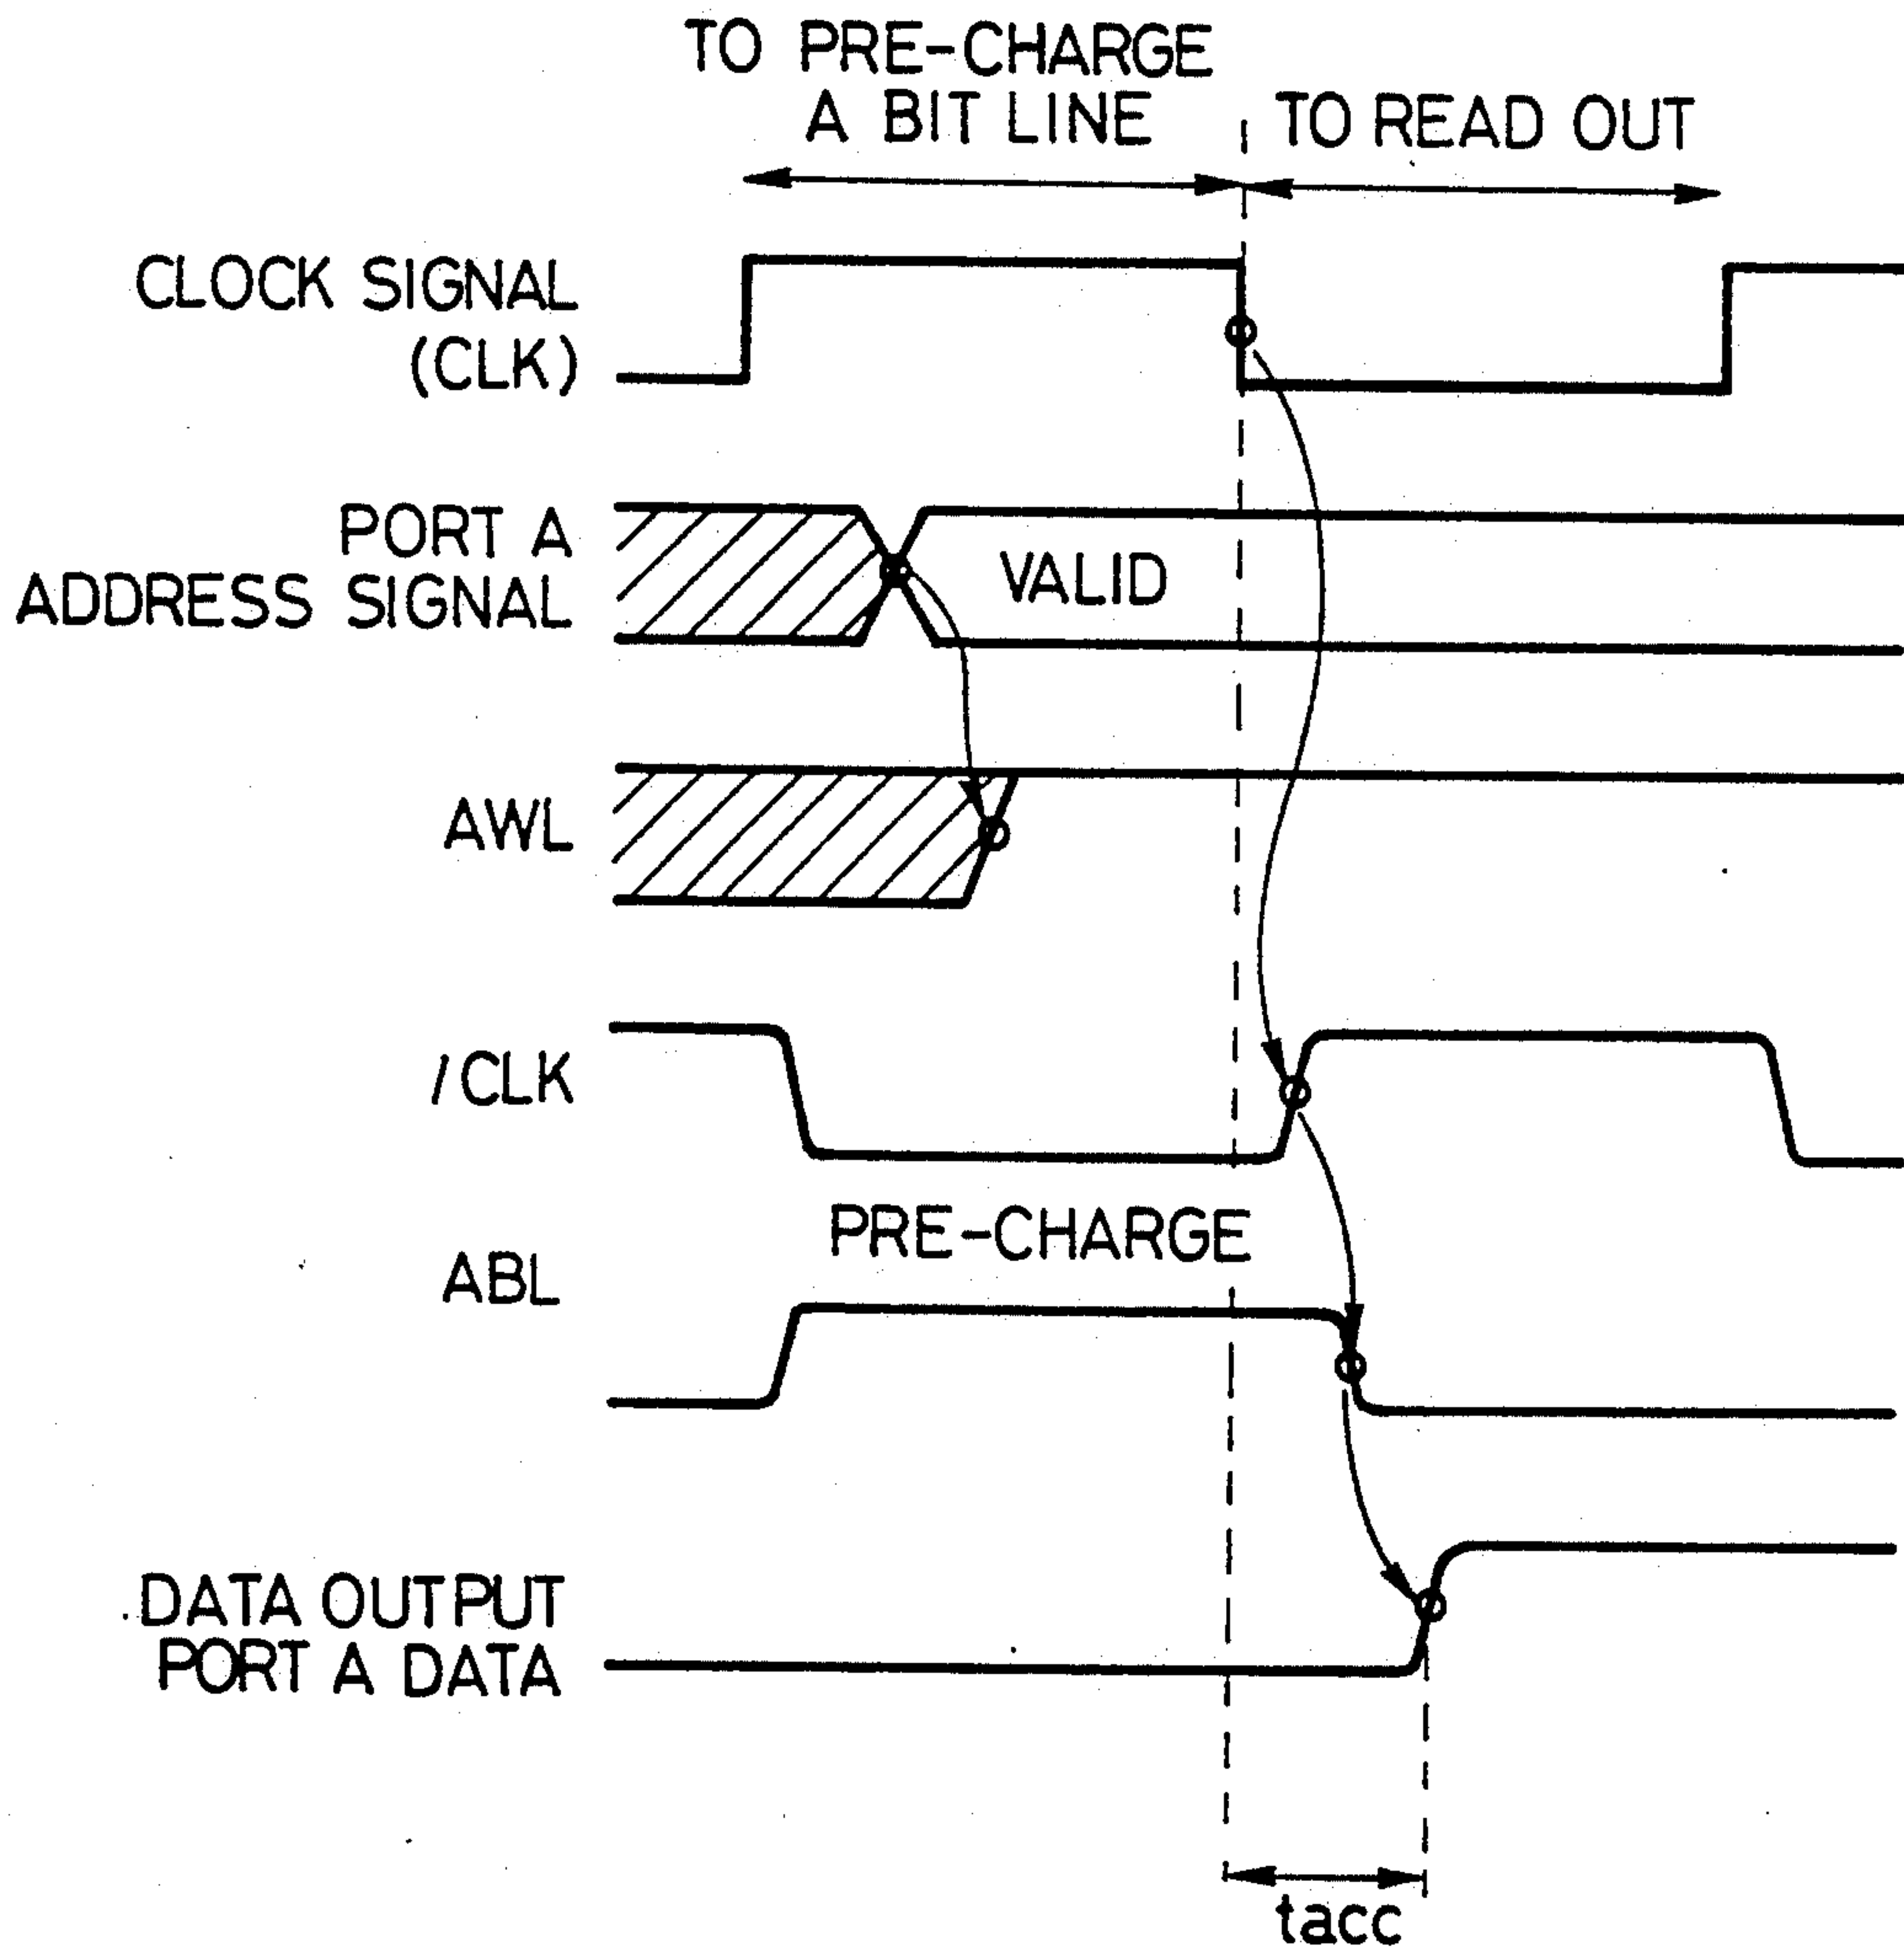 TO PRE-CHARGE
A BIT LINE
TO READ OUT
CLOCK SIGNAL
(CLK)
PORT A
ADDRESS SIGNAL
VALID
AWL
/CLK
PRE-CHARGE
ABL
DATA OUTPUT
PORT A DATA
tacc